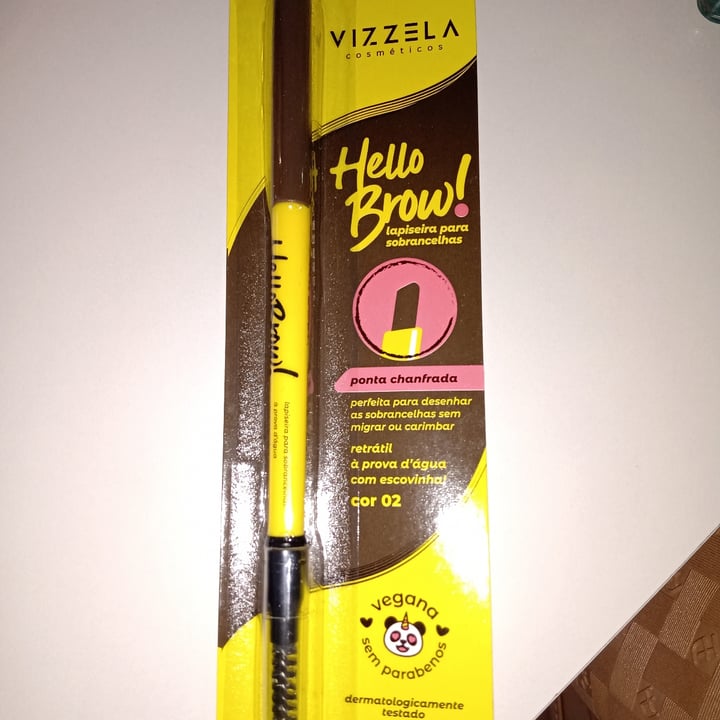 VIZZELA
cosméticos
Hello
Brow!
lapiseira para
sobrancelhas
ponta chanfrada
perfeita para desenhar
as sobrancelhas sem
migrar ou carimbar
retrátil
à prova d'água
com escovinha!
cor 02
vegana
sem parabenos
dermatologicamente
testado
Hello Brow!
lapiseira para sobrancelhas
à prova d'água